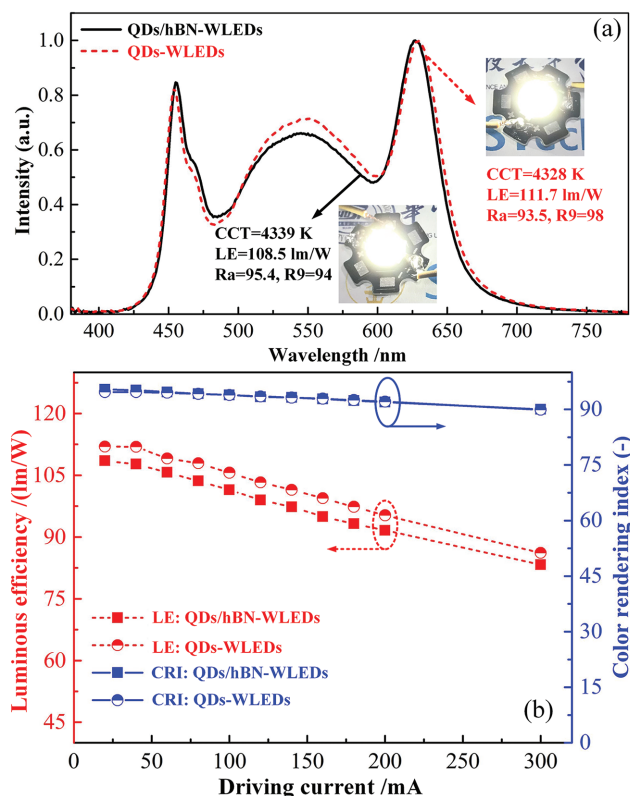 QDs/hBN-WLEDs
QDs-WLEDs
(a)
1.0
0.8
0.6
0.4
0.2
0.0
Intensity (a.u.)
CCT=4328 K
LE=111.7 lm/W
Ra=93.5, R9=98
CCT=4339 K
LE=108.5 lm/W
Ra=95.4, R9=94
400 450 500 550 600 650 700 750
Wavelength /nm
120
105
90
75
60
45
Luminous efficiency /(lm/W)
90
75
60
45
30
15
0
Color rendering index (-)
LE: QDs/hBN-WLEDs
LE: QDs-WLEDs
CRI: QDs/hBN-WLEDs
CRI: QDs-WLEDs
(b)
0 50 100 150 200 250 300
Driving current /mA